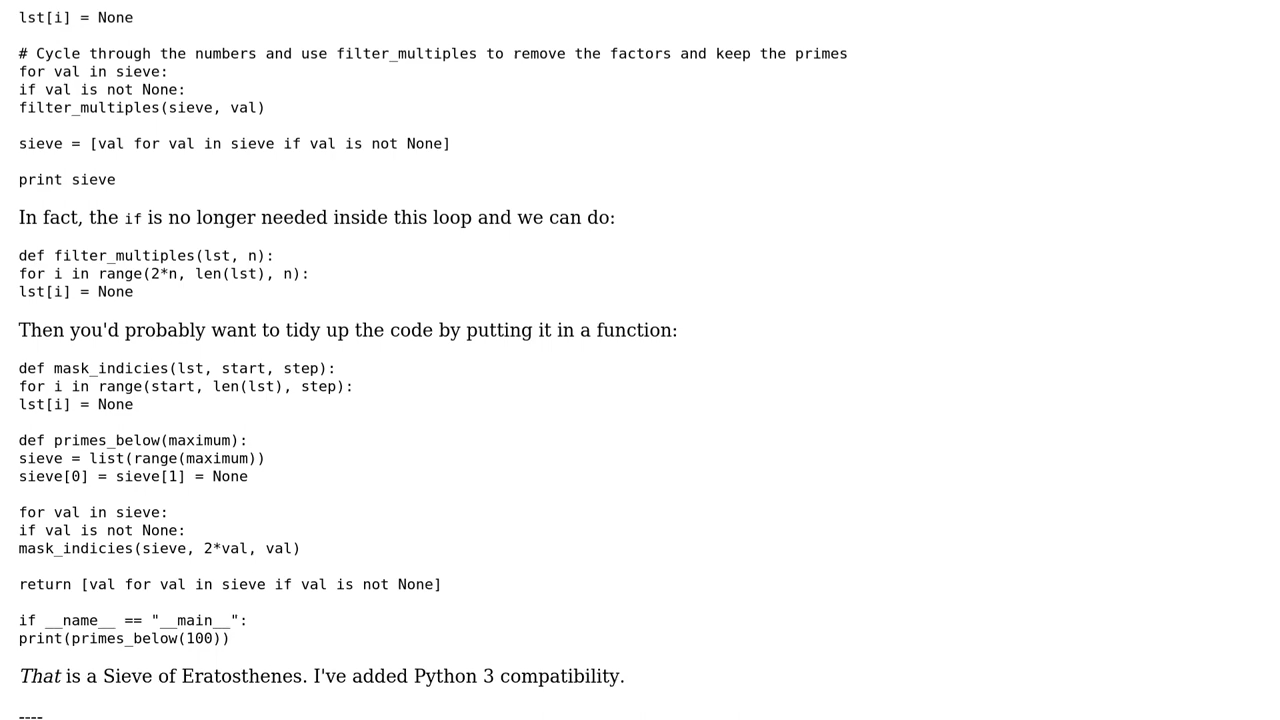 lst[i] = None
# Cycle through the numbers and use filter_multiples to remove the factors and keep the primes
for val in sieve:
if val is not None:
filter_multiples(sieve, val)
sieve = [val for val in sieve if val is not None]
print sieve
In fact, the if is no longer needed inside this loop and we can do:
def filter_multiples(lst, n):
for i in range(2*n, len(lst), n):
lst[i] = None
Then you'd probably want to tidy up the code by putting it in a function:
def mask_indicies(lst, start, step):
for i in range(start, len(lst), step):
lst[i] = None
def primes_below(maximum):
sieve = list(range(maximum))
sieve[0] = sieve[1] = None
for val in sieve:
if val is not None:
mask_indicies(sieve, 2*val, val)
return [val for val in sieve if val is not None]
if __name__ == "__main__":
print(primes_below(100))
That is a Sieve of Eratosthenes. I've added Python 3 compatibility.
----